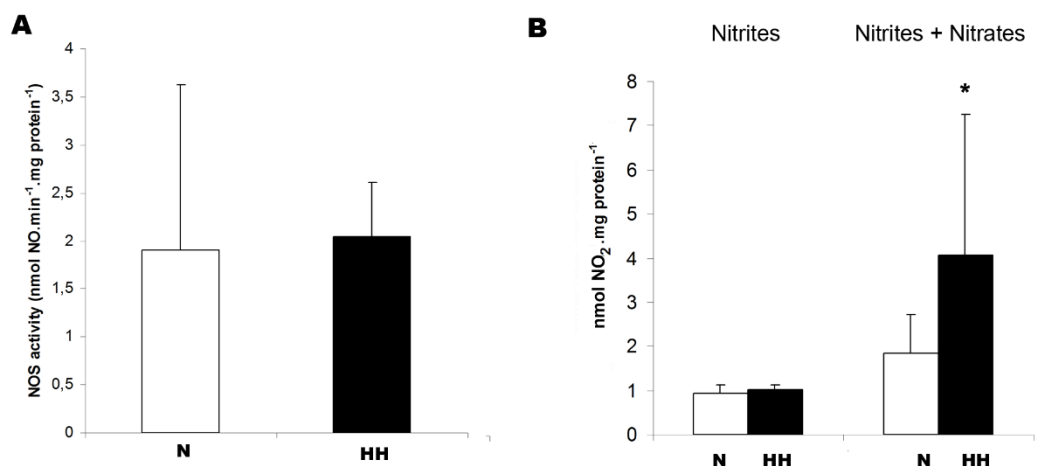 A
NOS activity (nmol NO.min⁻¹.mg protein⁻¹)
4
3,5
3
2,5
2
1,5
1
0,5
0
N HH
B
Nitrites Nitrites + Nitrates
nmol NO₂.mg protein⁻¹
8
7
6
5
4
3
2
1
0
*
N HH N HH